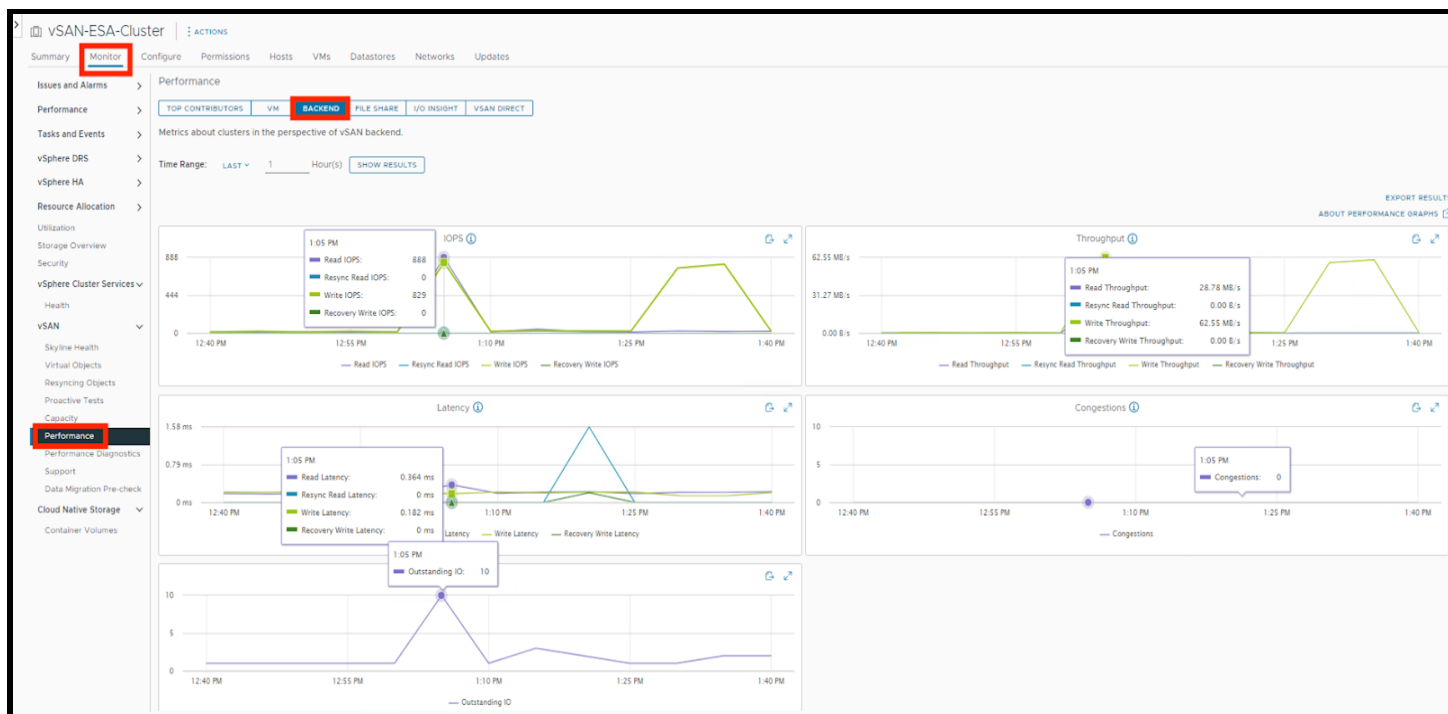 vSAN-ESA-Cluster ACTIONS
Summary Monitor Configure Permissions Hosts VMs Datastores Networks Updates
Issues and Alarms
Performance
Tasks and Events
vSphere DRS
vSphere HA
Resource Allocation
Utilization
Storage Overview
Security
vSphere Cluster Services
Health
vSAN
Skyline Health
Virtual Objects
Resyncing Objects
Proactive Tests
Capacity
Performance
Performance Diagnostics
Support
Data Migration Pre-check
Cloud Native Storage
Container Volumes
Performance
TOP CONTRIBUTORS VM BACKEND FILE SHARE I/O INSIGHT VSAN DIRECT
Metrics about clusters in the perspective of vSAN backend.
Time Range: LAST 1 Hour(s) SHOW RESULTS
EXPORT RESULTS
ABOUT PERFORMANCE GRAPHS
IOPS
888
444
0
1:05 PM
Read IOPS: 888
Resync Read IOPS: 0
Write IOPS: 829
Recovery Write IOPS: 0
12:40 PM 12:55 PM 1:10 PM 1:25 PM 1:40 PM
Read IOPS Resync Read IOPS Write IOPS Recovery Write IOPS
Throughput
62.55 MB/s
31.27 MB/s
0.00 B/s
1:05 PM
Read Throughput: 28.78 MB/s
Resync Read Throughput: 0.00 B/s
Write Throughput: 62.55 MB/s
Recovery Write Throughput: 0.00 B/s
12:40 PM 12:55 PM 1:25 PM 1:40 PM
Read Throughput Resync Read Throughput Write Throughput Recovery Write Throughput
Latency
1.58 ms
0.79 ms
0 ms
1:05 PM
Read Latency: 0.364 ms
Resync Read Latency: 0 ms
Write Latency: 0.182 ms
Recovery Write Latency: 0 ms
12:40 PM 1:10 PM 1:25 PM 1:40 PM
Latency Write Latency Recovery Write Latency
Congestions
10
5
0
1:05 PM
Congestions: 0
12:40 PM 12:55 PM 1:10 PM 1:25 PM 1:40 PM
Congestions
1:05 PM
Outstanding IO: 10
10
5
0
12:40 PM 12:55 PM 1:10 PM 1:25 PM 1:40 PM
Outstanding IO